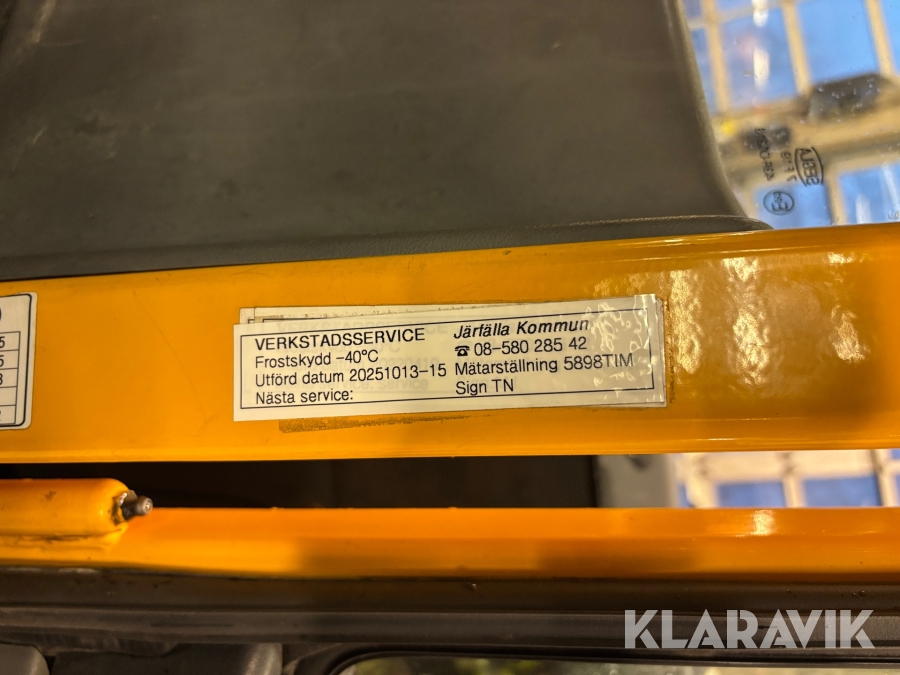 VERKSTADSSERVICE
Frostskydd -40°C
Utförd datum 20251013-15
Nästa service:
Järfälla Kommun
☎ 08-580 285 42
Mätarställning 5898TIM
Sign TN
KLARAVIK